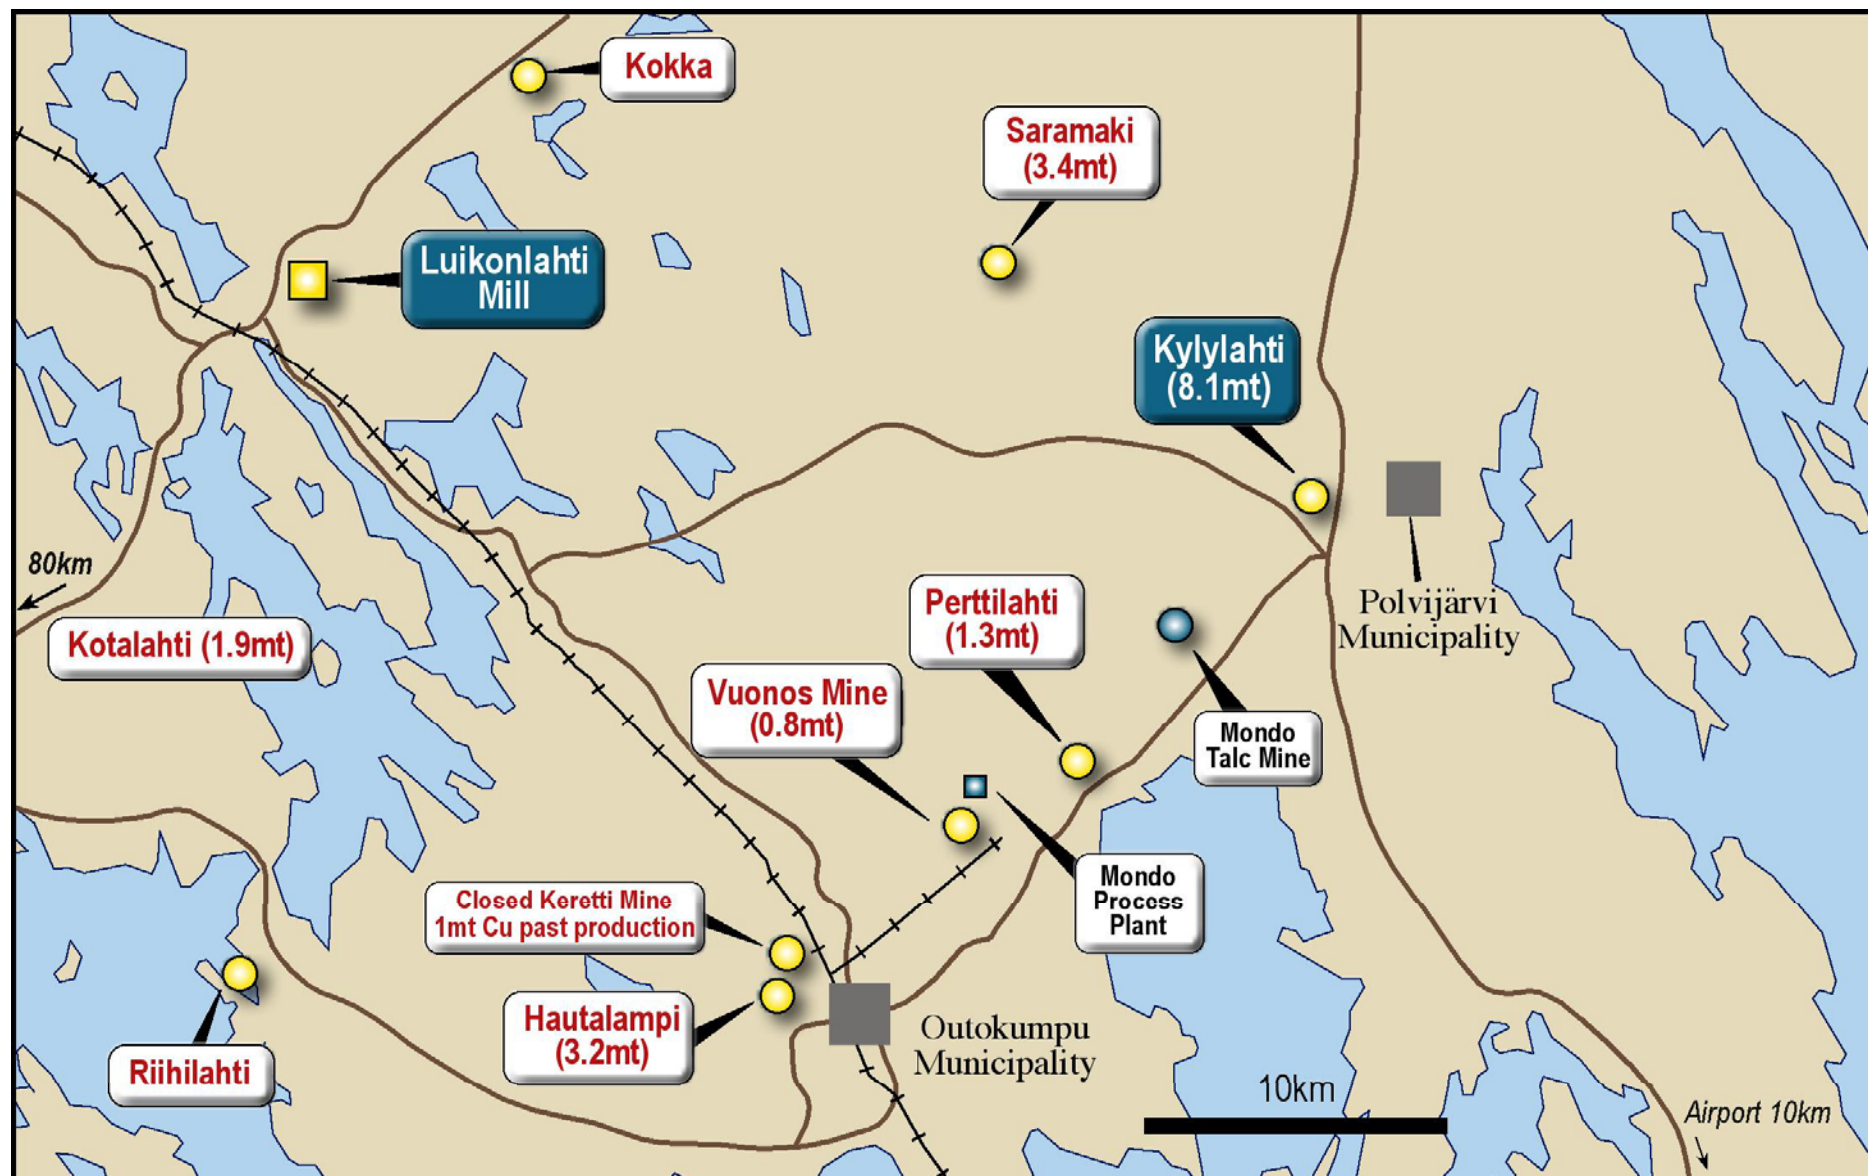 Kokka
Saramaki
(3.4mt)
Luikonlahti
Mill
Kylylahti
(8.1mt)
80km
Kotalahti (1.9mt)
Perttilahti
(1.3mt)
Polvijärvi
Municipality
Vuonos Mine
(0.8mt)
Mondo
Talc Mine
Mondo
Process
Plant
Closed Keretti Mine
1mt Cu past production
Hautalampi
(3.2mt)
Outokumpu
Municipality
Riihilahti
10km
Airport 10km